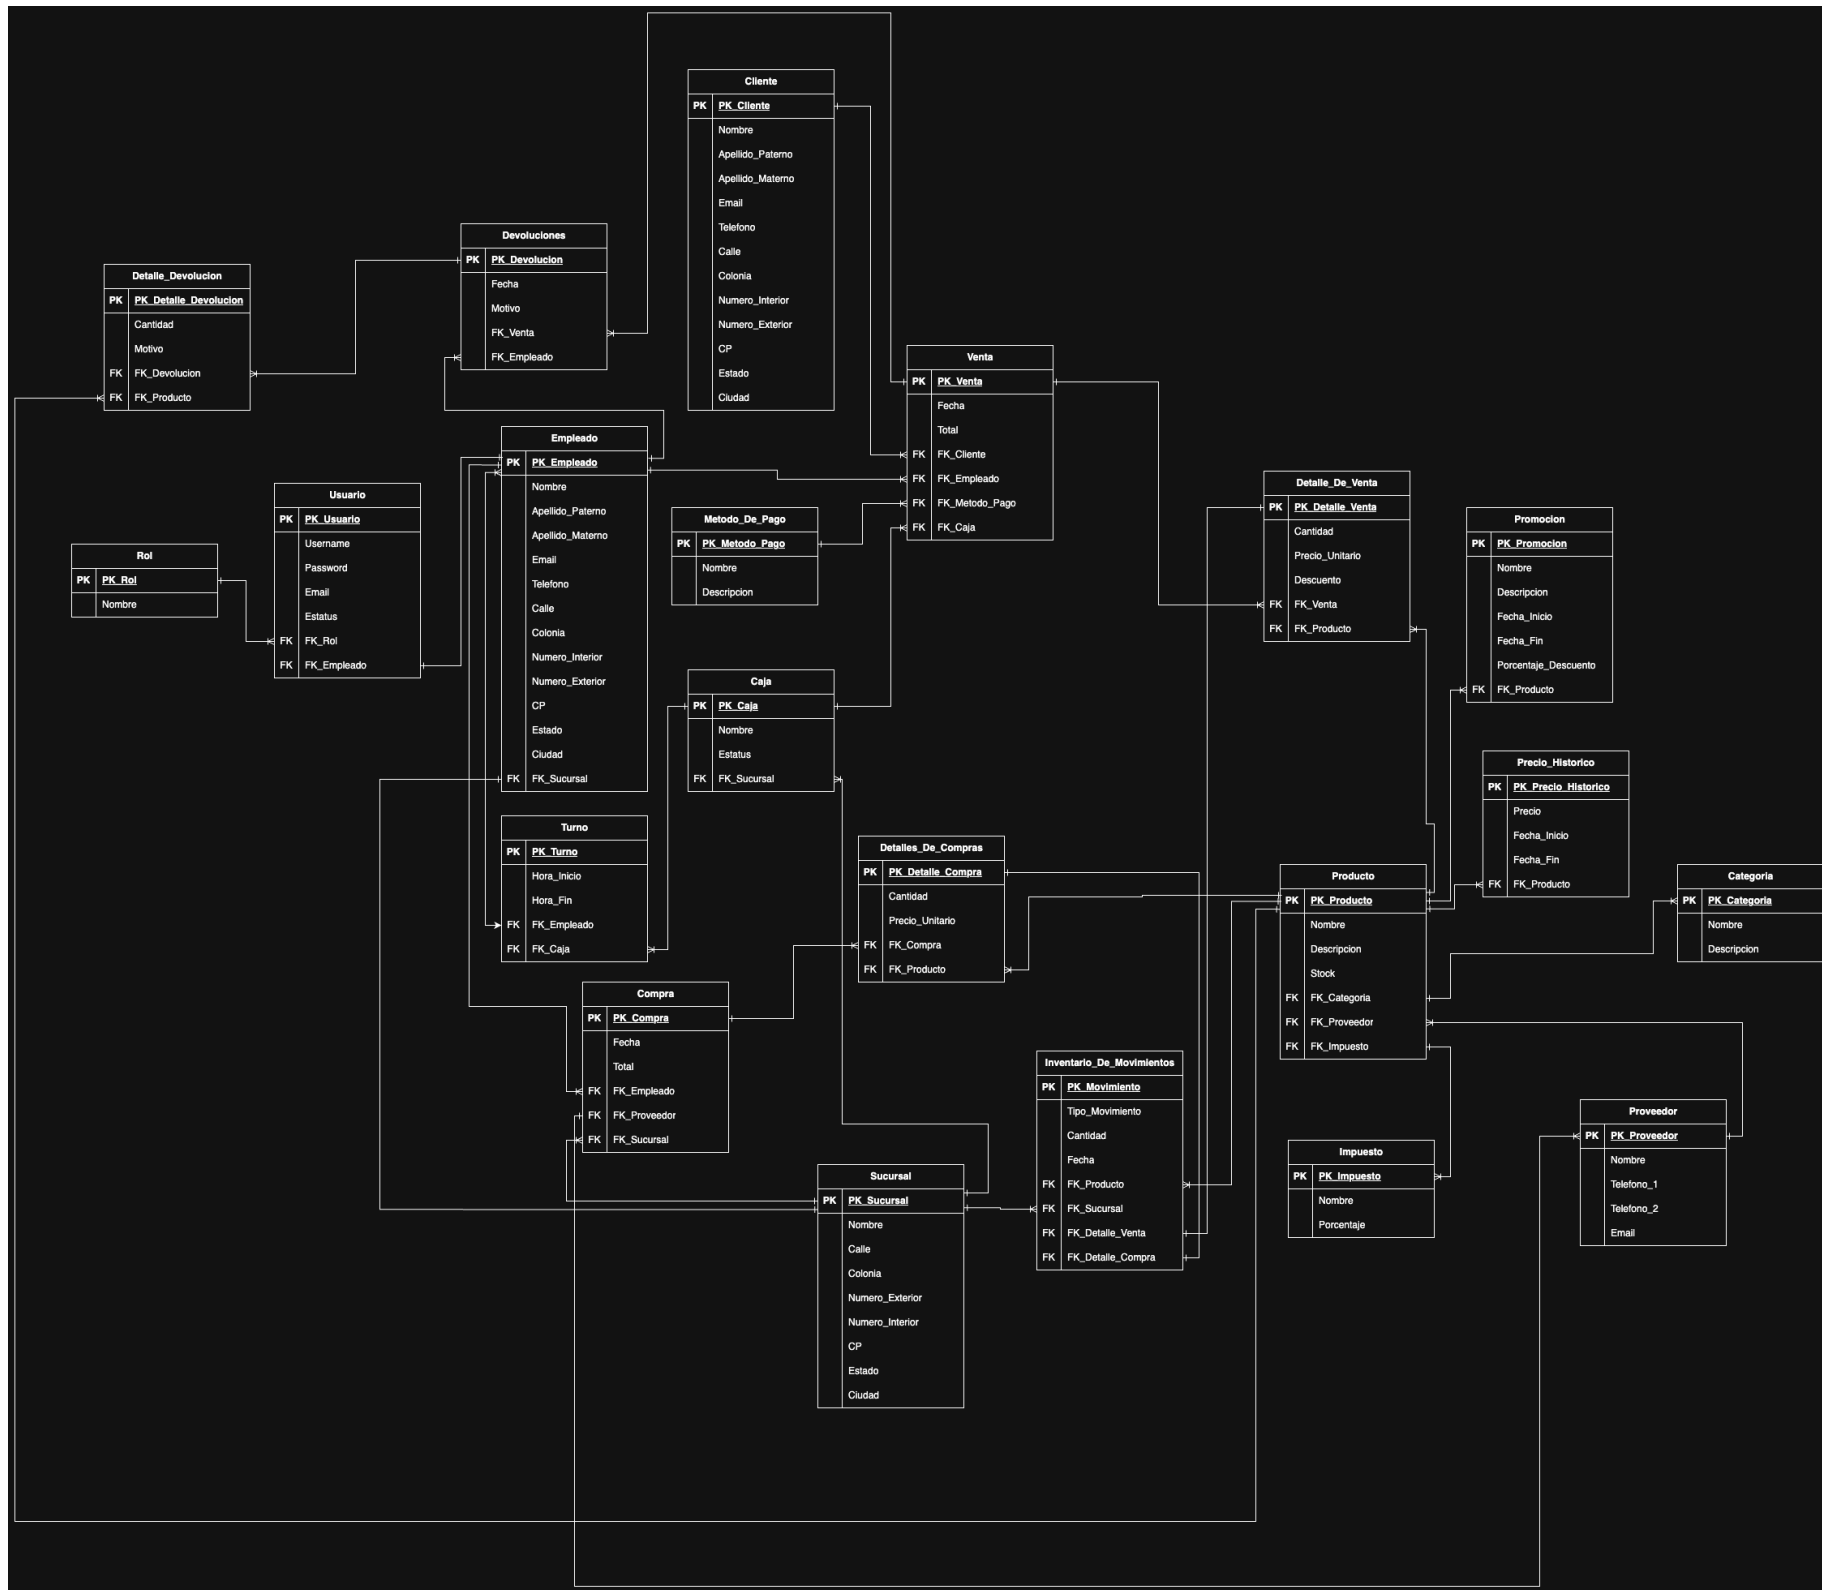 Cliente
PK PK_Cliente
Nombre
Apellido_Paterno
Apellido_Materno
Email
Telefono
Calle
Colonia
Numero_Interior
Numero_Exterior
CP
Estado
Ciudad
Devoluciones
PK PK_Devolucion
Fecha
Motivo
FK_Venta
FK_Empleado
Detalle_Devolucion
PK PK_Detalle_Devolucion
Cantidad
Motivo
FK FK_Devolucion
FK FK_Producto
Venta
PK PK_Venta
Fecha
Total
FK FK_Cliente
FK FK_Empleado
FK FK_Metodo_Pago
FK FK_Caja
Empleado
PK PK_Empleado
Nombre
Apellido_Paterno
Apellido_Materno
Email
Telefono
Calle
Colonia
Numero_Interior
Numero_Exterior
CP
Estado
Ciudad
FK FK_Sucursal
Usuario
PK PK_Usuario
Username
Password
Email
Estatus
FK FK_Rol
FK FK_Empleado
Rol
PK PK_Rol
Nombre
Metodo_De_Pago
PK PK_Metodo_Pago
Nombre
Descripcion
Detalle_De_Venta
PK PK_Detalle_Venta
Cantidad
Precio_Unitario
Descuento
FK FK_Venta
FK FK_Producto
Promocion
PK PK_Promocion
Nombre
Descripcion
Fecha_Inicio
Fecha_Fin
Porcentaje_Descuento
FK FK_Producto
Caja
PK PK_Caja
Nombre
Estatus
FK FK_Sucursal
Precio_Historico
PK PK_Precio_Historico
Precio
Fecha_Inicio
Fecha_Fin
FK FK_Producto
Turno
PK PK_Turno
Hora_Inicio
Hora_Fin
FK FK_Empleado
FK FK_Caja
Detalles_De_Compras
PK PK_Detalle_Compra
Cantidad
Precio_Unitario
FK FK_Compra
FK FK_Producto
Producto
PK PK_Producto
Nombre
Descripcion
Stock
FK FK_Categoria
FK FK_Proveedor
FK FK_Impuesto
Categoria
PK PK_Categoria
Nombre
Descripcion
Compra
PK PK_Compra
Fecha
Total
FK FK_Empleado
FK FK_Proveedor
FK FK_Sucursal
Inventario_De_Movimientos
PK PK_Movimiento
Tipo_Movimiento
Cantidad
Fecha
FK FK_Producto
FK FK_Sucursal
FK FK_Detalle_Venta
FK FK_Detalle_Compra
Proveedor
PK PK_Proveedor
Nombre
Telefono_1
Telefono_2
Email
Impuesto
PK PK_Impuesto
Nombre
Porcentaje
Sucursal
PK PK_Sucursal
Nombre
Calle
Colonia
Numero_Exterior
Numero_Interior
CP
Estado
Ciudad